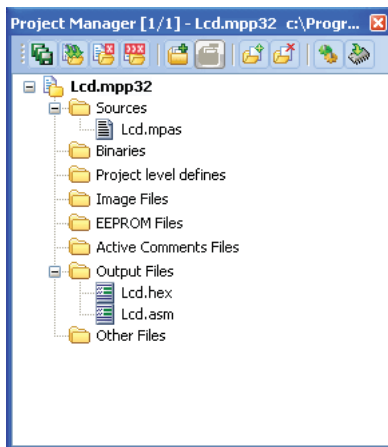 Project Manager [1/1] - Lcd.mpp32 c:\Progr...
Lcd.mpp32
Sources
Lcd.mpas
Binaries
Project level defines
Image Files
EEPROM Files
Active Comments Files
Output Files
Lcd.hex
Lcd.asm
Other Files